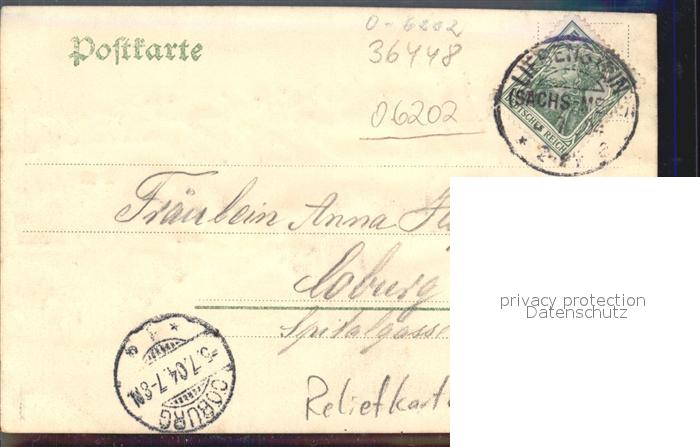 0-6202
Postkarte
36448
06202
LIEBENSTEIN
(SACHS-M
DEUTSCHES REICH
Fräulein Anna
Coburg
Spitalgasse
privacy protection
Datenschutz
5.7.04.7-8N.
COBURG
Reliefkart